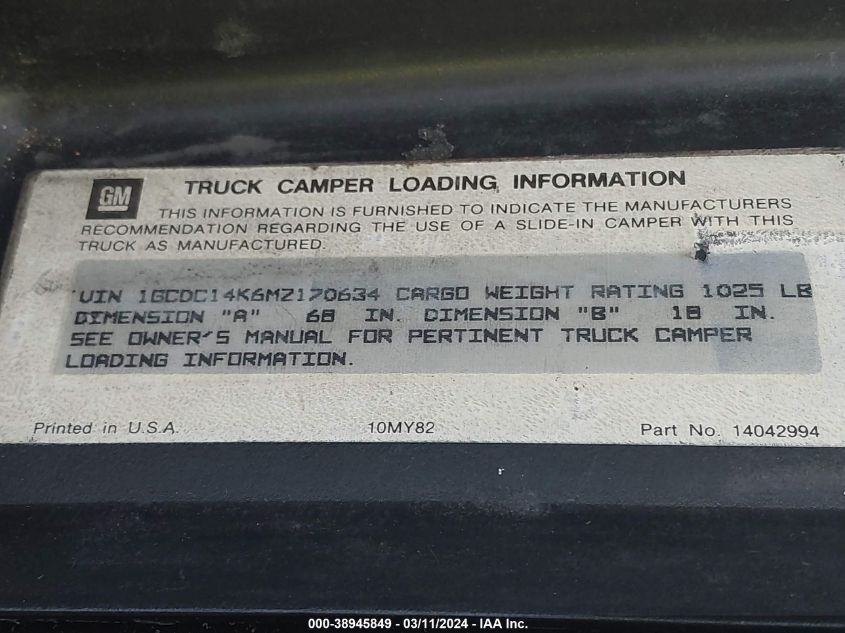 GM
TRUCK CAMPER LOADING INFORMATION
THIS INFORMATION IS FURNISHED TO INDICATE THE MANUFACTURERS
RECOMMENDATION REGARDING THE USE OF A SLIDE-IN CAMPER WITH THIS
TRUCK AS MANUFACTURED.
VIN 1GCDC14K6MZ170634 CARGO WEIGHT RATING 1025 LB
DIMENSION "A" 68 IN. DIMENSION "B" 18 IN.
SEE OWNER'S MANUAL FOR PERTINENT TRUCK CAMPER
LOADING INFORMATION.
Printed in U.S.A. 10MY82 Part No. 14042994
000-38945849 - 03/11/2024 - IAA Inc.